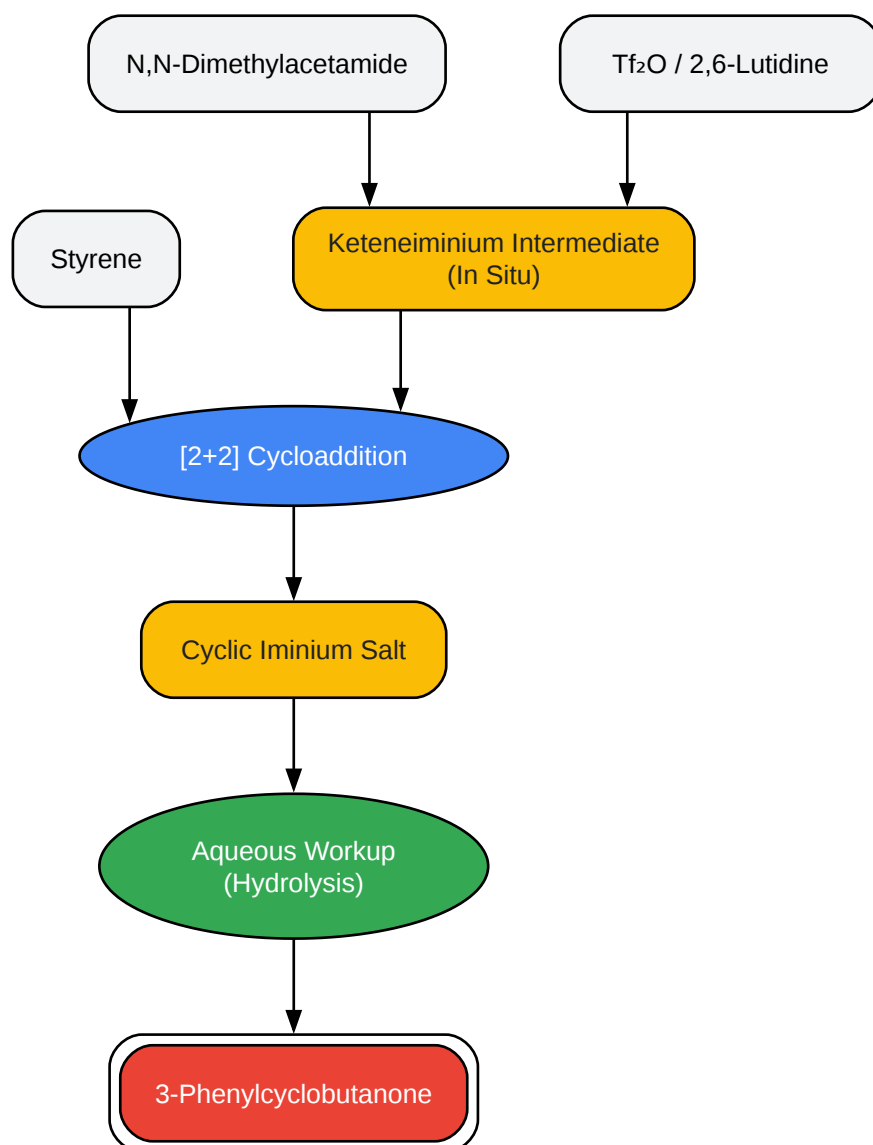 N,N-Dimethylacetamide
Tf₂O / 2,6-Lutidine
Styrene
Keteneiminium Intermediate
(In Situ)
[2+2] Cycloaddition
Cyclic Iminium Salt
Aqueous Workup
(Hydrolysis)
3-Phenylcyclobutanone